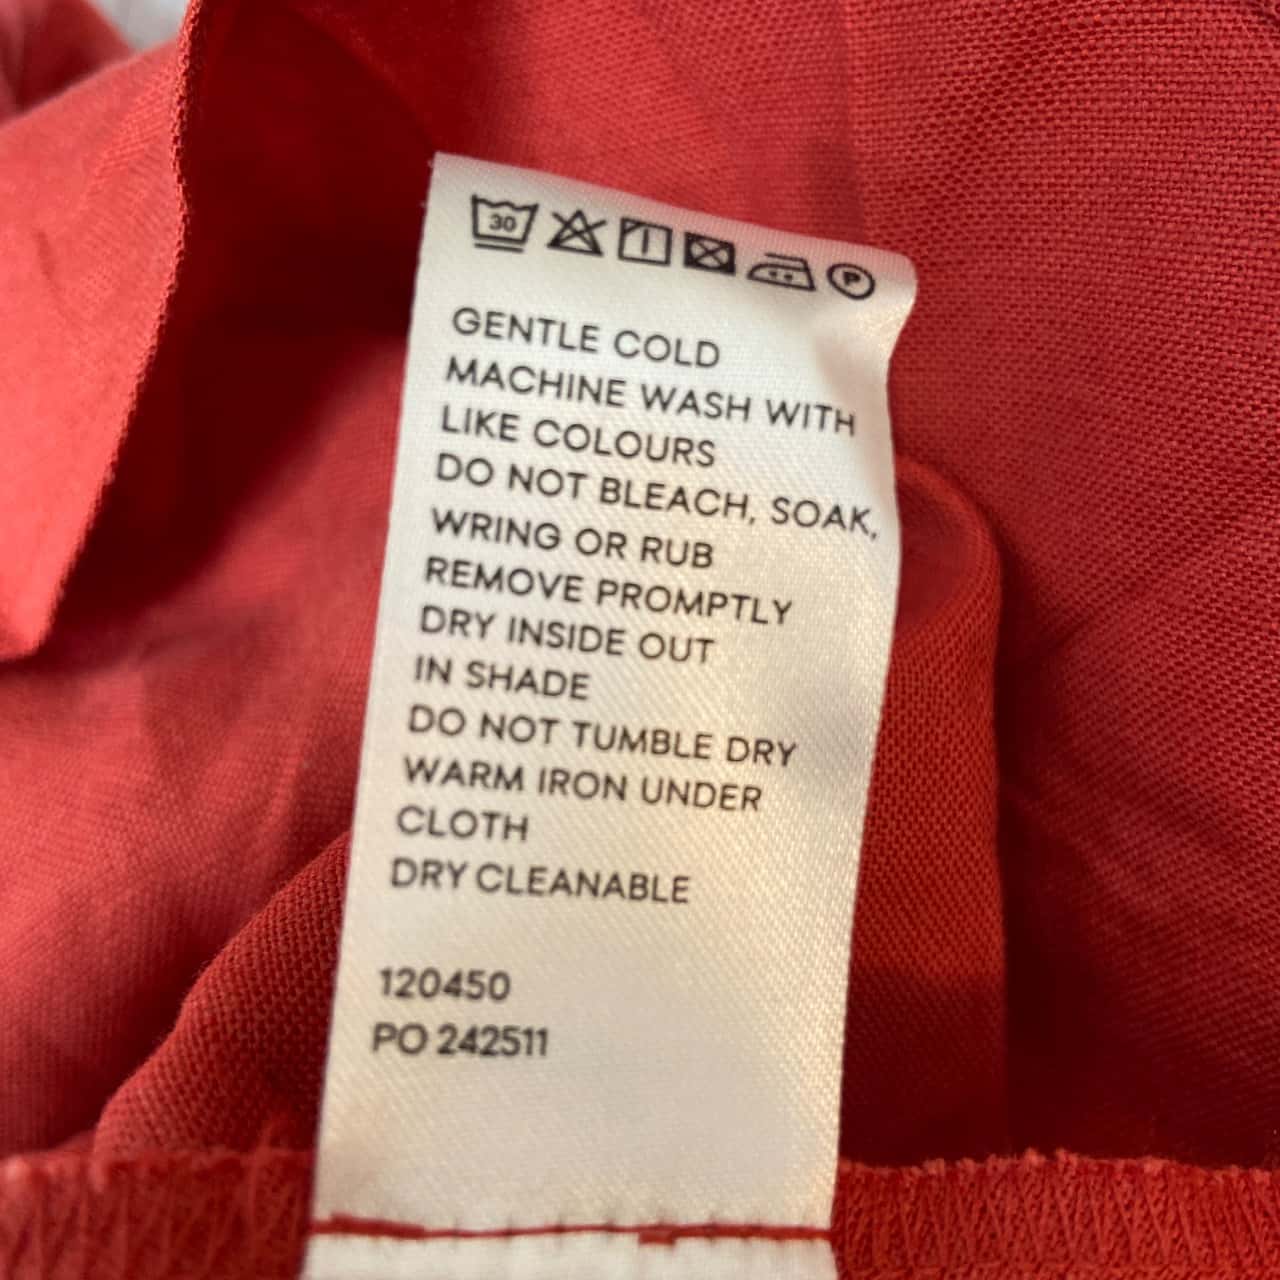 30 P
GENTLE COLD
MACHINE WASH WITH
LIKE COLOURS
DO NOT BLEACH, SOAK,
WRING OR RUB
REMOVE PROMPTLY
DRY INSIDE OUT
IN SHADE
DO NOT TUMBLE DRY
WARM IRON UNDER
CLOTH
DRY CLEANABLE
120450
PO 242511